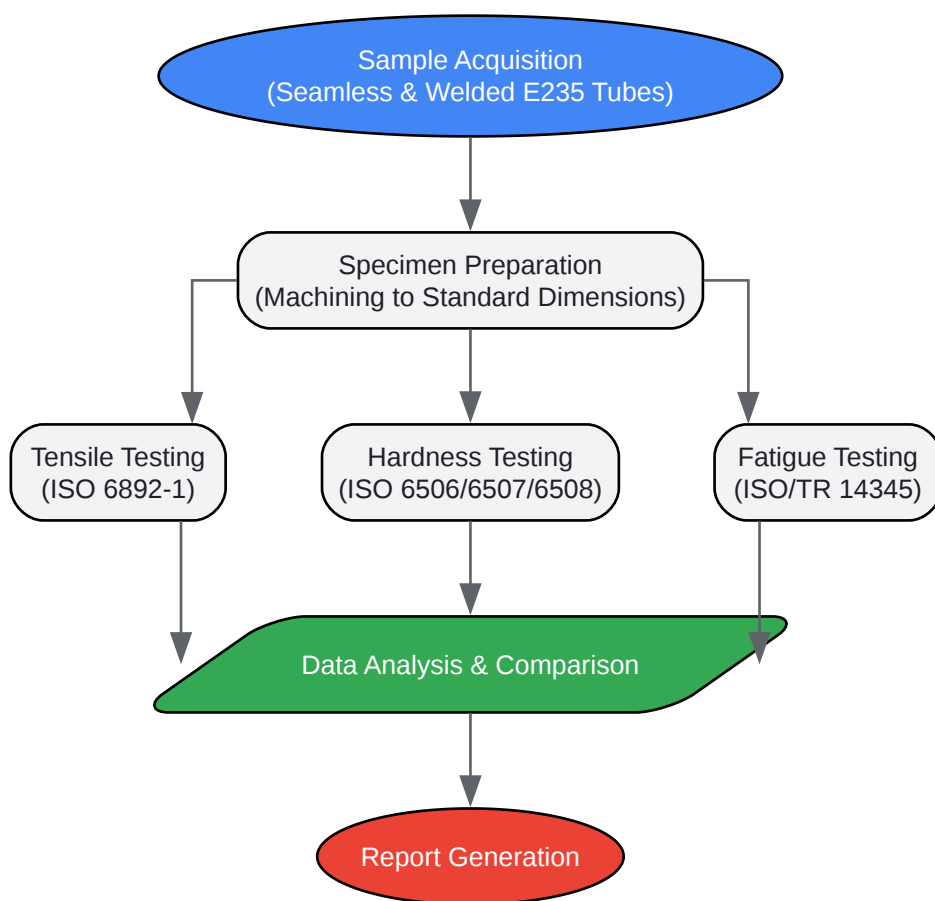 Sample Acquisition
(Seamless & Welded E235 Tubes)
Specimen Preparation
(Machining to Standard Dimensions)
Tensile Testing
(ISO 6892-1)
Hardness Testing
(ISO 6506/6507/6508)
Fatigue Testing
(ISO/TR 14345)
Data Analysis & Comparison
Report Generation